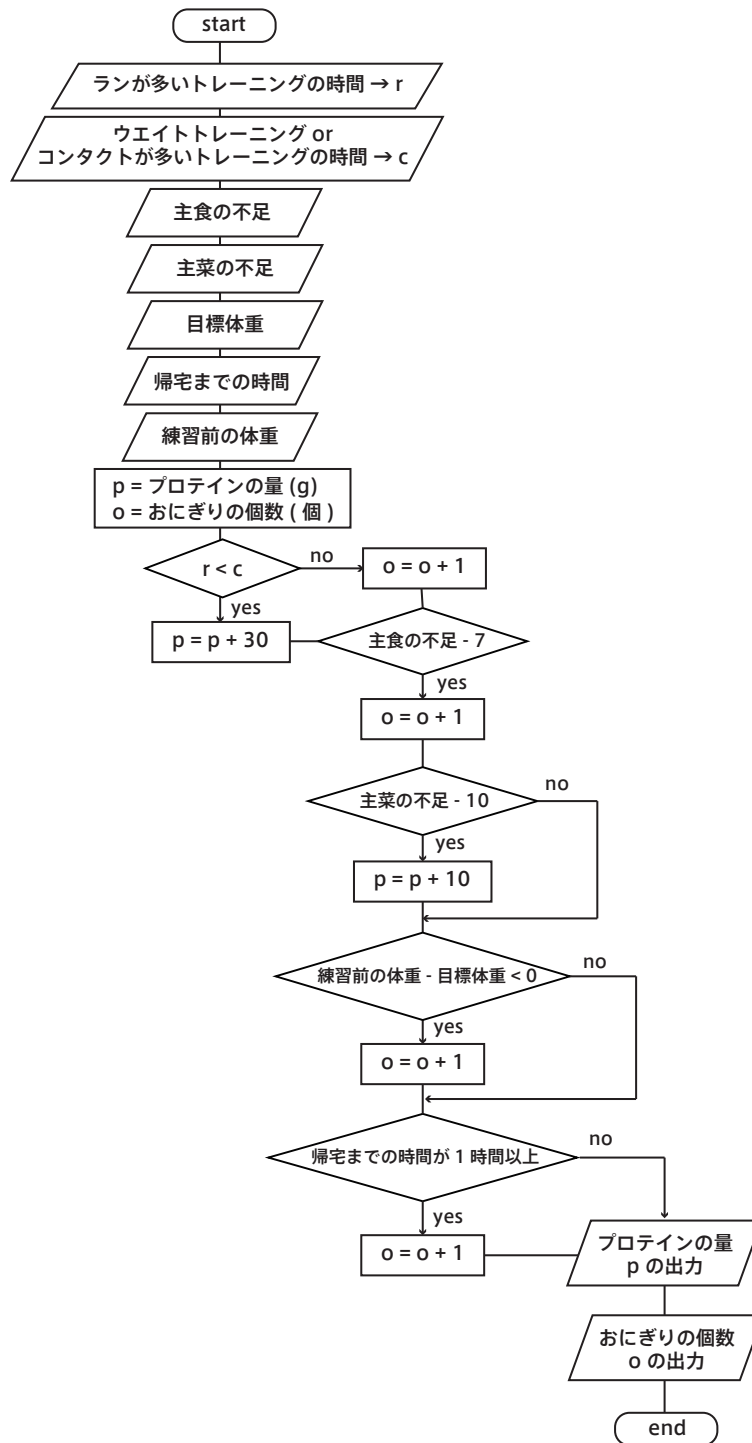 start
ランが多いトレーニングの時間 → r
ウエイトトレーニング or
コンタクトが多いトレーニングの時間 → c
主食の不足
主菜の不足
目標体重
帰宅までの時間
練習前の体重
p = プロテインの量 (g)
o = おにぎりの個数 ( 個 )
r < c
no
o = o + 1
yes
p = p + 30
主食の不足 - 7
yes
o = o + 1
主菜の不足 - 10
no
yes
p = p + 10
練習前の体重 - 目標体重 < 0
no
yes
o = o + 1
帰宅までの時間が 1 時間以上
no
yes
o = o + 1
プロテインの量
p の出力
おにぎりの個数
o の出力
end